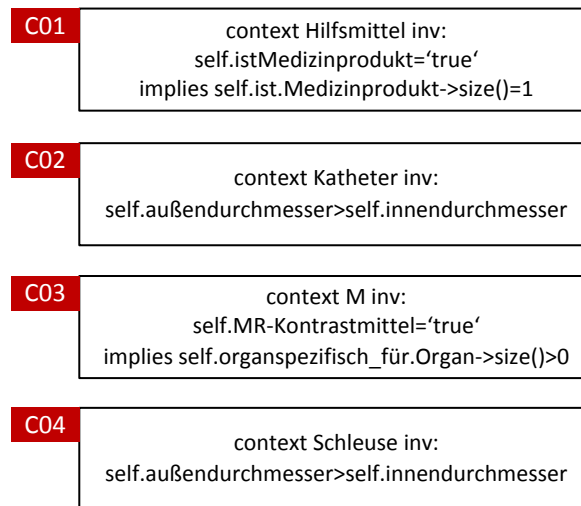 C01
context Hilfsmittel inv:
self.istMedizinprodukt=‘true‘
implies self.ist.Medizinprodukt->size()=1
C02
context Katheter inv:
self.außendurchmesser>self.innendurchmesser
C03
context M inv:
self.MR-Kontrastmittel=‘true‘
implies self.organspezifisch_für.Organ->size()>0
C04
context Schleuse inv:
self.außendurchmesser>self.innendurchmesser